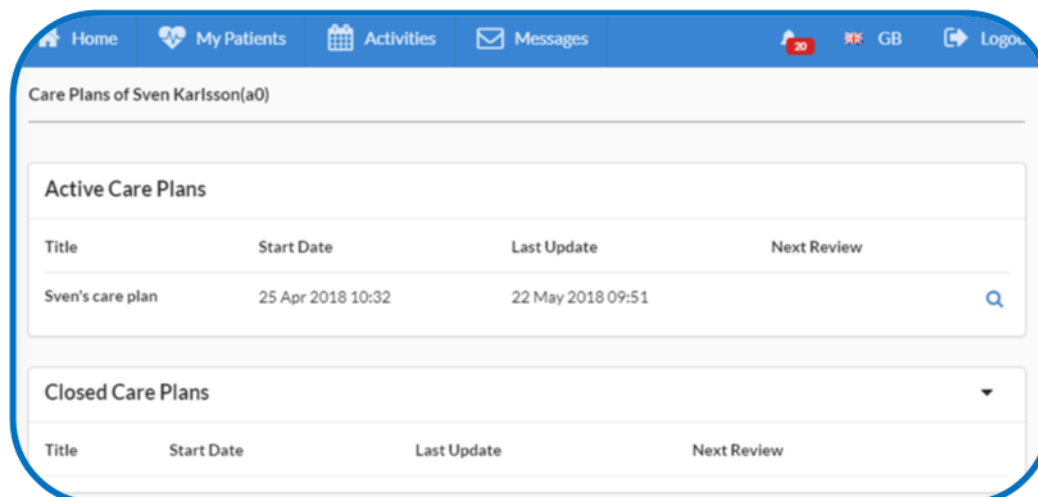 Home My Patients Activities Messages 20 GB
Care Plans of Sven Karlsson(a0)
Active Care Plans
Title Start Date Last Update Next Review
Sven's care plan 25 Apr 2018 10:32 22 May 2018 09:51
Closed Care Plans
Title Start Date Last Update Next Review